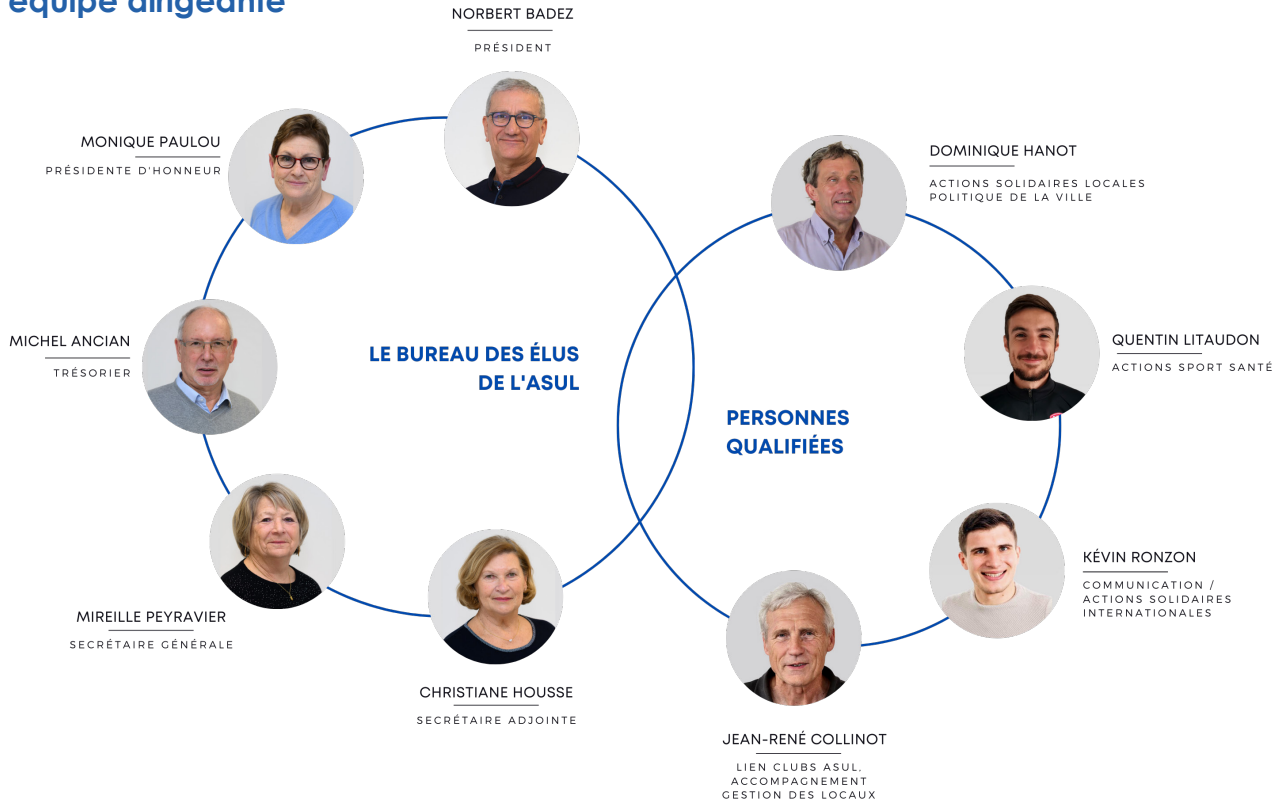 équipe dirigeante
NORBERT BADEZ
PRÉSIDENT
MONIQUE PAULOU
PRÉSIDENTE D'HONNEUR
DOMINIQUE HANOT
ACTIONS SOLIDAIRES LOCALES
POLITIQUE DE LA VILLE
MICHEL ANCIAN
TRÉSORIER
LE BUREAU DES ÉLUS
DE L'ASUL
QUENTIN LITAUDON
ACTIONS SPORT SANTÉ
PERSONNES
QUALIFIÉES
MIREILLE PEYRAVIER
SECRÉTAIRE GÉNÉRALE
KÉVIN RONZON
COMMUNICATION /
ACTIONS SOLIDAIRES
INTERNATIONALES
CHRISTIANE HOUSSE
SECRÉTAIRE ADJOINTE
JEAN-RENÉ COLLINOT
LIEN CLUBS ASUL,
ACCOMPAGNEMENT
GESTION DES LOCAUX